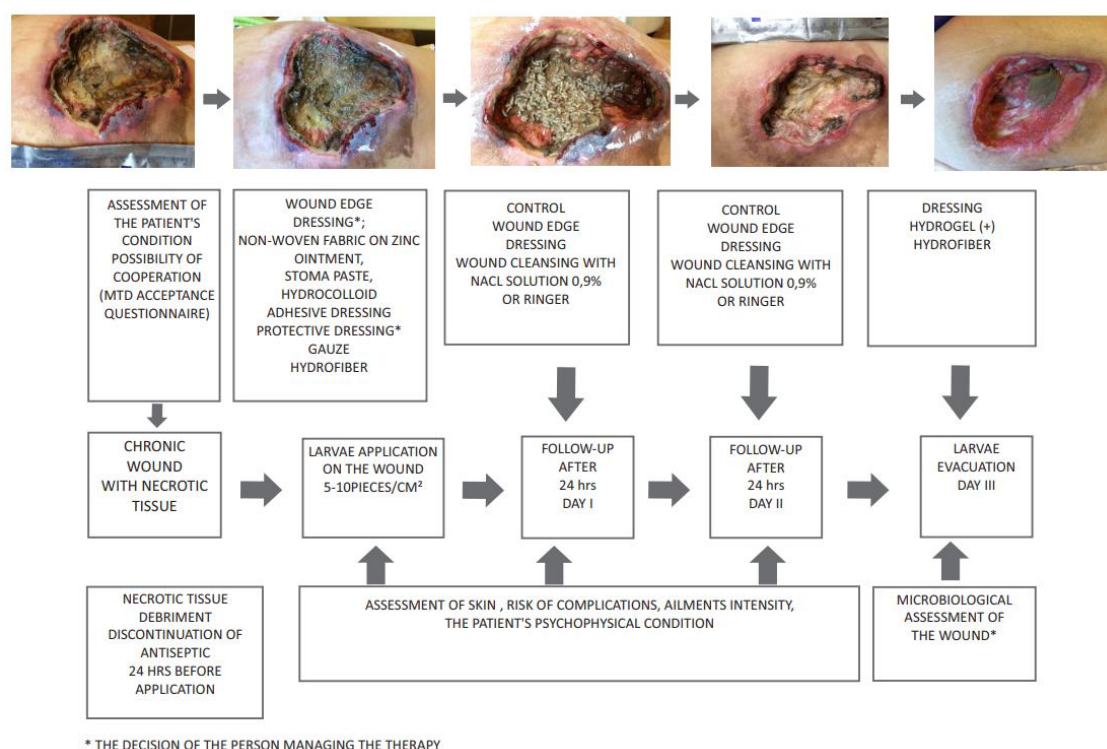 ASSESSMENT OF
THE PATIENT'S
CONDITION
POSSIBILITY OF
COOPERATION
(MTD ACCEPTANCE
QUESTIONNAIRE)
WOUND EDGE
DRESSING*;
NON-WOVEN FABRIC ON ZINC
OINTMENT,
STOMA PASTE,
HYDROCOLLOID
ADHESIVE DRESSING
PROTECTIVE DRESSING*
GAUZE
HYDROFIBER
CONTROL
WOUND EDGE
DRESSING
WOUND CLEANSING WITH
NACL SOLUTION 0,9%
OR RINGER
CONTROL
WOUND EDGE
DRESSING
WOUND CLEANSING WITH
NACL SOLUTION 0,9%
OR RINGER
DRESSING
HYDROGEL (+)
HYDROFIBER
CHRONIC
WOUND
WITH NECROTIC
TISSUE
LARVAE APPLICATION
ON THE WOUND
5-10PIECES/CM²
FOLLOW-UP
AFTER
24 hrs
DAY I
FOLLOW-UP
AFTER
24 hrs
DAY II
LARVAE
EVACUATION
DAY III
NECROTIC TISSUE
DEBRIMENT
DISCONTINUATION OF
ANTISEPTIC
24 HRS BEFORE
APPLICATION
ASSESSMENT OF SKIN , RISK OF COMPLICATIONS, AILMENTS INTENSITY,
THE PATIENT'S PSYCHOPHYSICAL CONDITION
MICROBIOLOGICAL
ASSESSMENT OF
THE WOUND*
* THE DECISION OF THE PERSON MANAGING THE THERAPY